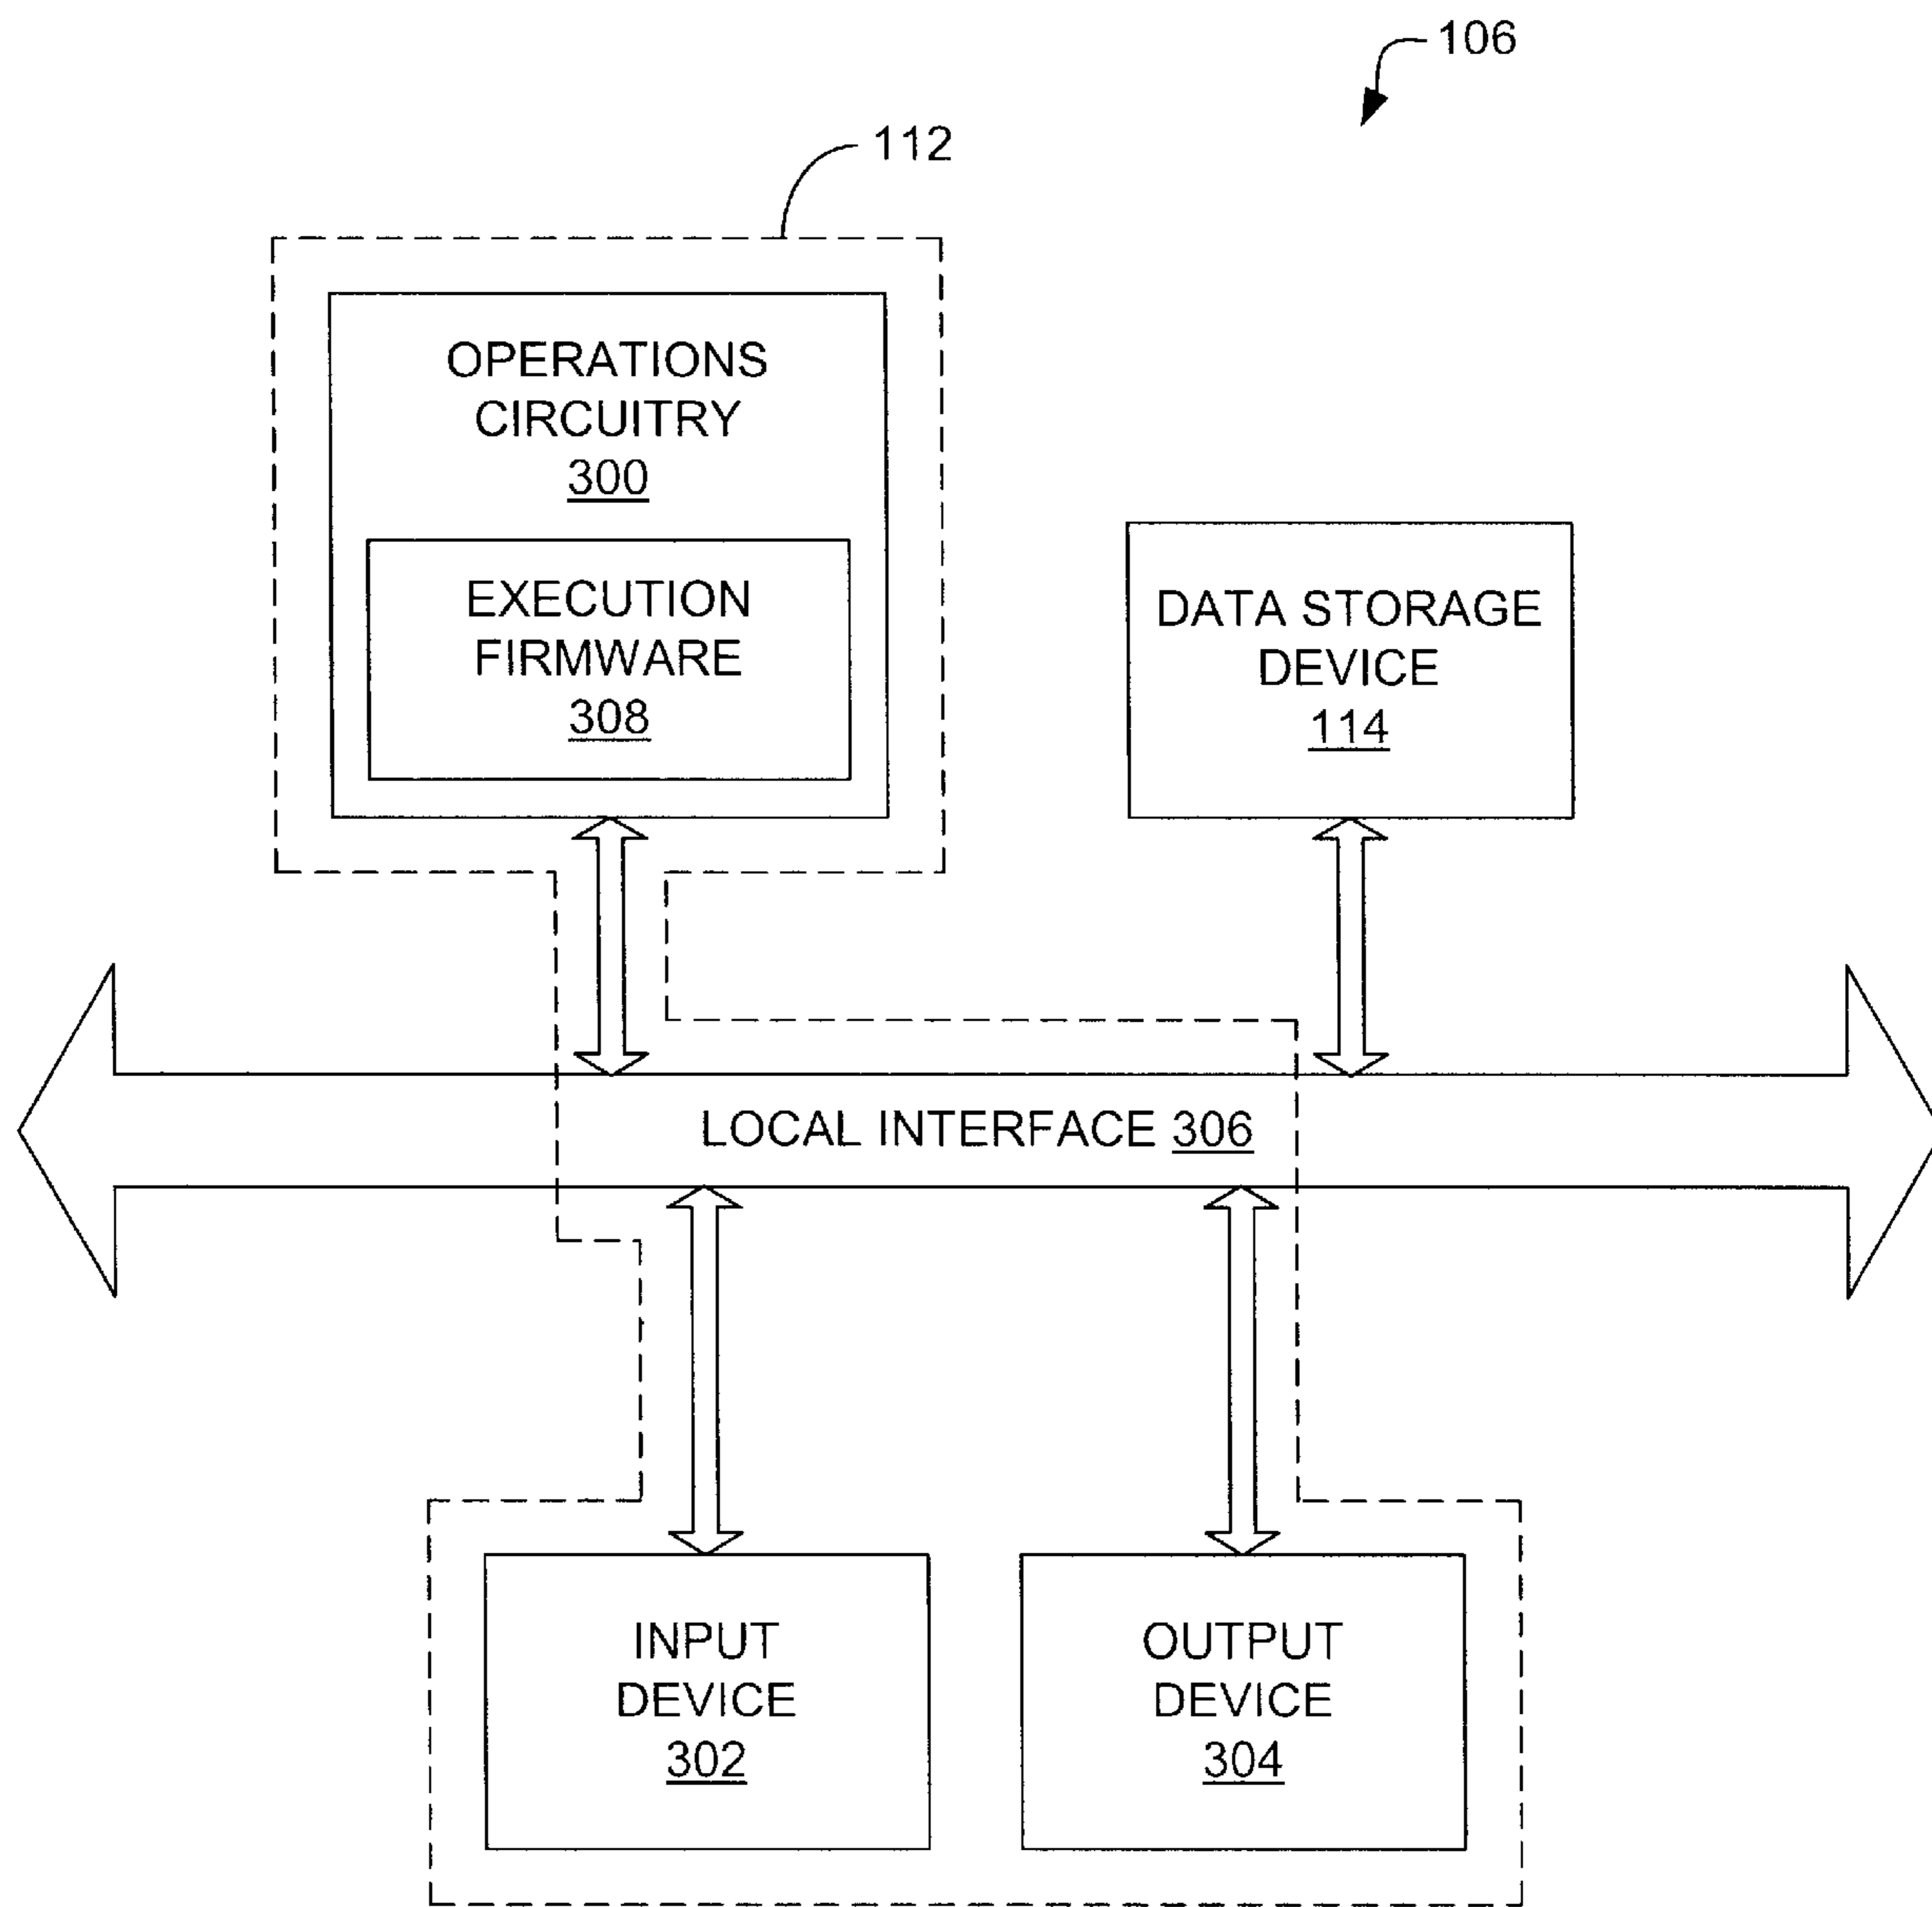 106
112
OPERATIONS
CIRCUITRY
300
EXECUTION
FIRMWARE
308
DATA STORAGE
DEVICE
114
LOCAL INTERFACE 306
INPUT
DEVICE
302
OUTPUT
DEVICE
304